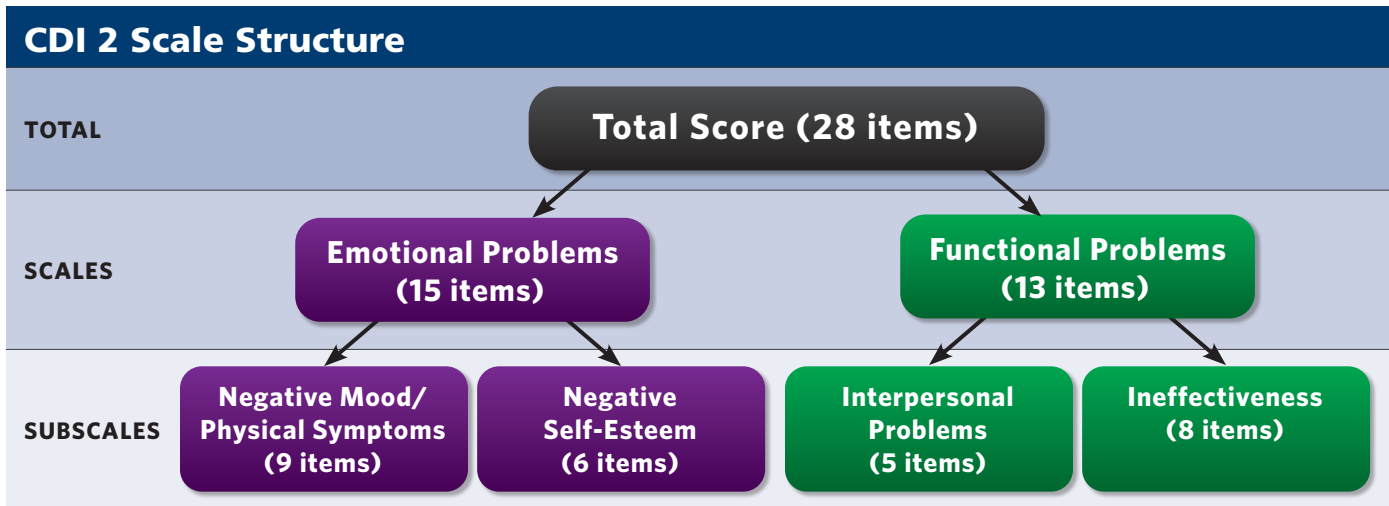 CDI 2 Scale Structure
TOTAL
Total Score (28 items)
SCALES
Emotional Problems
(15 items)
Functional Problems
(13 items)
SUBSCALES
Negative Mood/
Physical Symptoms
(9 items)
Negative
Self-Esteem
(6 items)
Interpersonal
Problems
(5 items)
Ineffectiveness
(8 items)